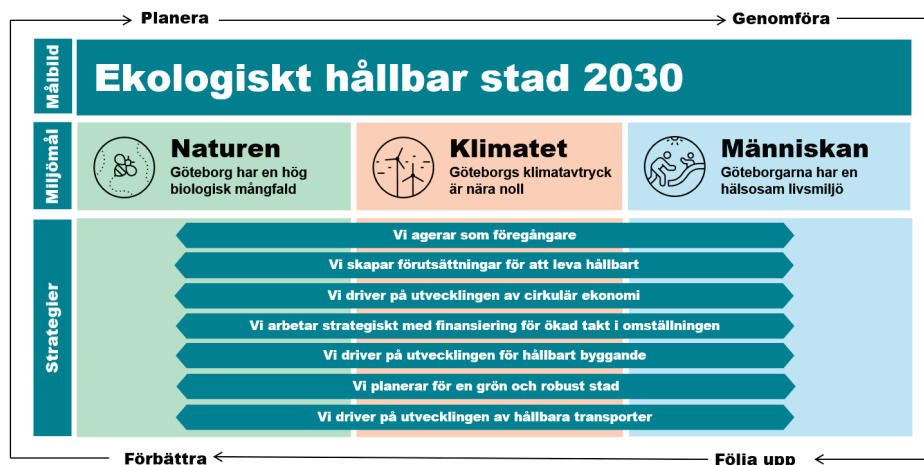 Planera
Genomföra
Målbild
Ekologiskt hållbar stad 2030
Miljömål
Naturen
Göteborg har en hög
biologisk mångfald
Klimatet
Göteborgs klimatavtryck
är nära noll
Människan
Göteborgarna har en
hälsosam livsmiljö
Strategier
Vi agerar som föregångare
Vi skapar förutsättningar för att leva hållbart
Vi driver på utvecklingen av cirkulär ekonomi
Vi arbetar strategiskt med finansiering för ökad takt i omställningen
Vi driver på utvecklingen för hållbart byggande
Vi planerar för en grön och robust stad
Vi driver på utvecklingen av hållbara transporter
Förbättra
Följa upp